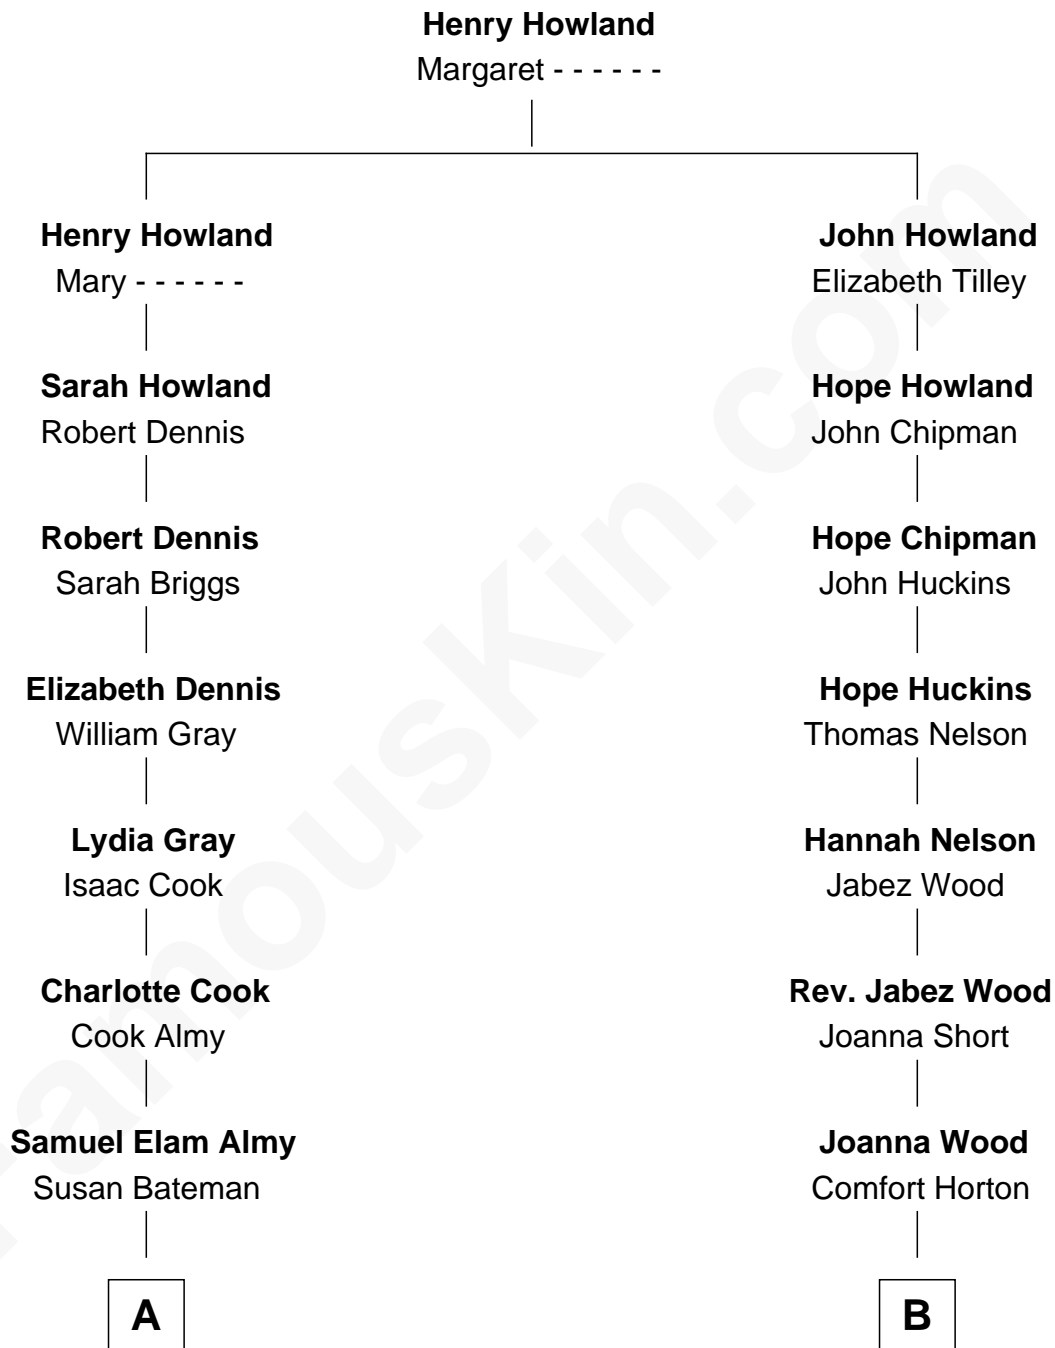 Henry Howland
Margaret - - - - - -
Henry Howland
Mary - - - - - -
John Howland
Elizabeth Tilley
Sarah Howland
Robert Dennis
Hope Howland
John Chipman
Robert Dennis
Sarah Briggs
Hope Chipman
John Huckins
Elizabeth Dennis
William Gray
Hope Huckins
Thomas Nelson
Lydia Gray
Isaac Cook
Hannah Nelson
Jabez Wood
Charlotte Cook
Cook Almy
Rev. Jabez Wood
Joanna Short
Samuel Elam Almy
Susan Bateman
Joanna Wood
Comfort Horton
A
B
FamousKin.com